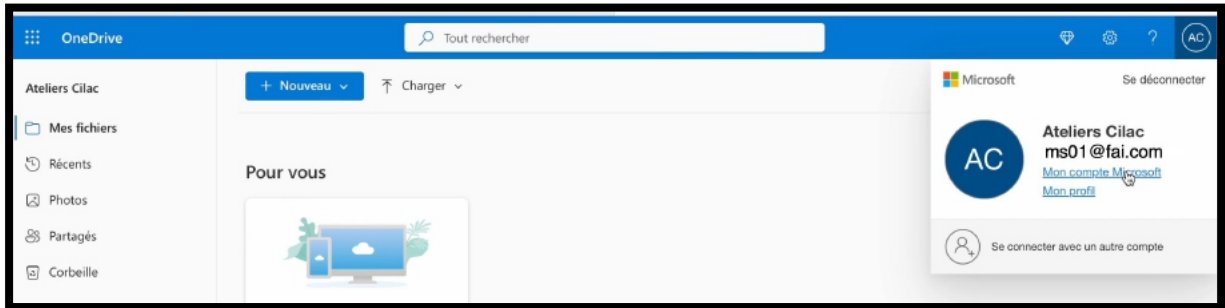 OneDrive
Tout rechercher
?
AC
Ateliers Cilac
+ Nouveau
Charger
Microsoft
Se déconnecter
Mes fichiers
Récents
Photos
Partagés
Corbeille
Pour vous
AC
Ateliers Cilac
ms01@fai.com
Mon compte Microsoft
Mon profil
Se connecter avec un autre compte